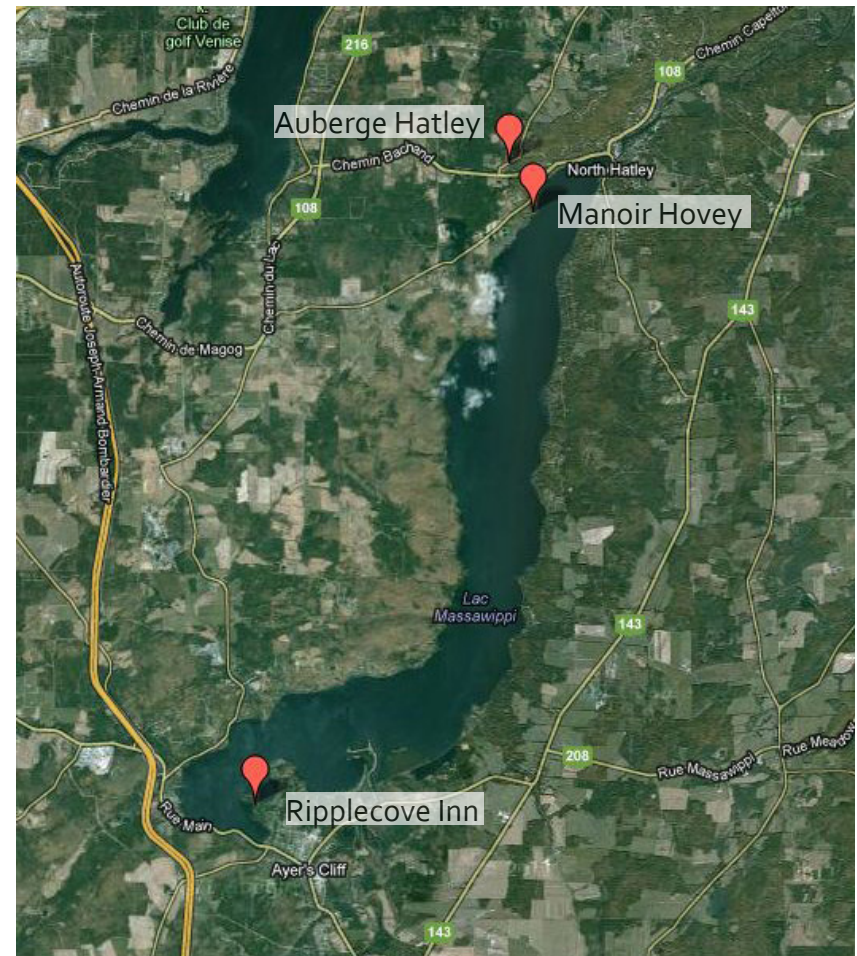 Club de
golf Venise
216
Chemin Capelton
108
Chemin de la Rivière
Auberge Hatley
Chemin Bachand
North Hatley
108
Manoir Hovey
Chemin du Lac
Autoroute Joseph-Armand Bombardier
143
Chemin de Magog
Lac
Massawippi
143
208
Rue Massawippi
Rue Meadow
Ripplecove Inn
Rue Main
Ayer's Cliff
143